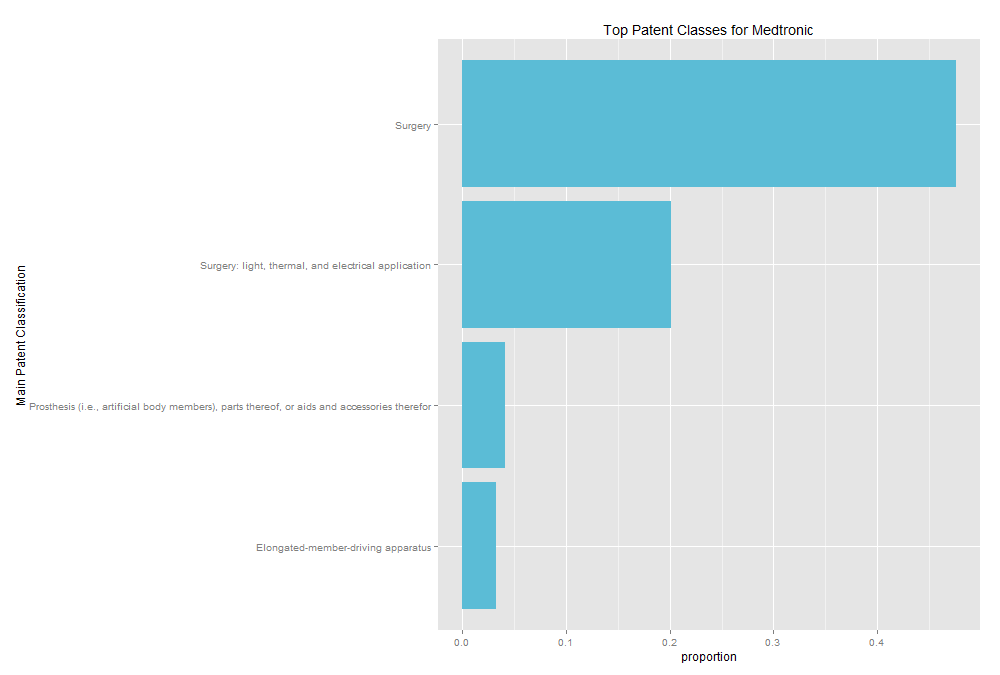 Top Patent Classes for Medtronic
Main Patent Classification
Surgery
Surgery: light, thermal, and electrical application
Prosthesis (i.e., artificial body members), parts thereof, or aids and accessories therefor
Elongated-member-driving apparatus
0.0 0.1 0.2 0.3 0.4
proportion